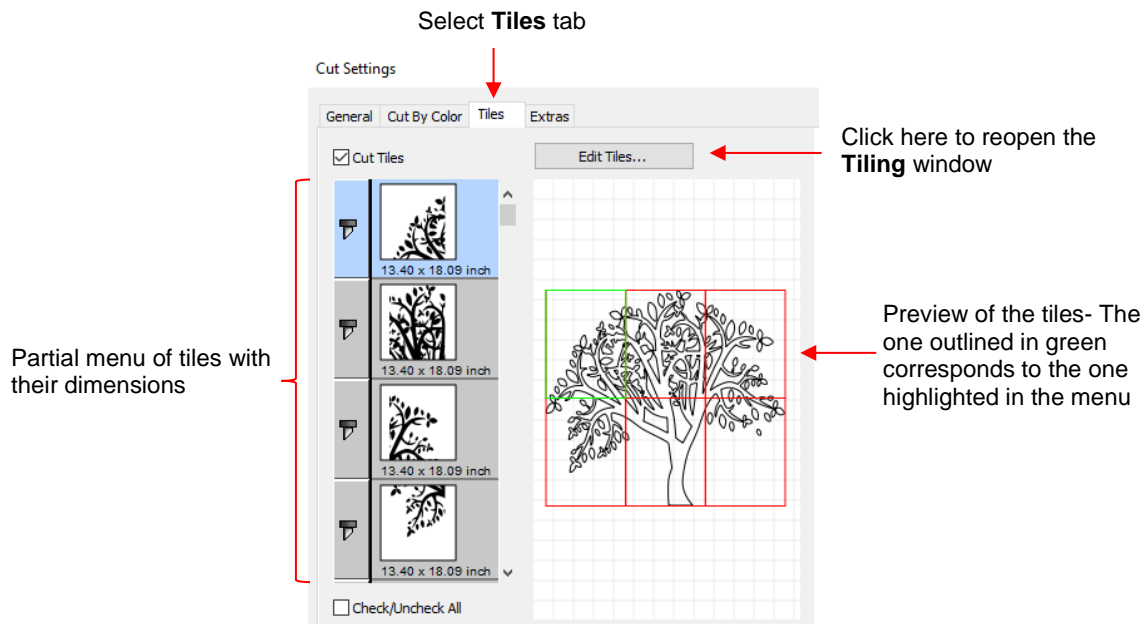 Select Tiles tab
Cut Settings
General Cut By Color Tiles Extras
Cut Tiles
Edit Tiles...
Click here to reopen the
Tiling window
13.40 x 18.09 inch
13.40 x 18.09 inch
13.40 x 18.09 inch
13.40 x 18.09 inch
Check/Uncheck All
Partial menu of tiles with
their dimensions
Preview of the tiles- The
one outlined in green
corresponds to the one
highlighted in the menu